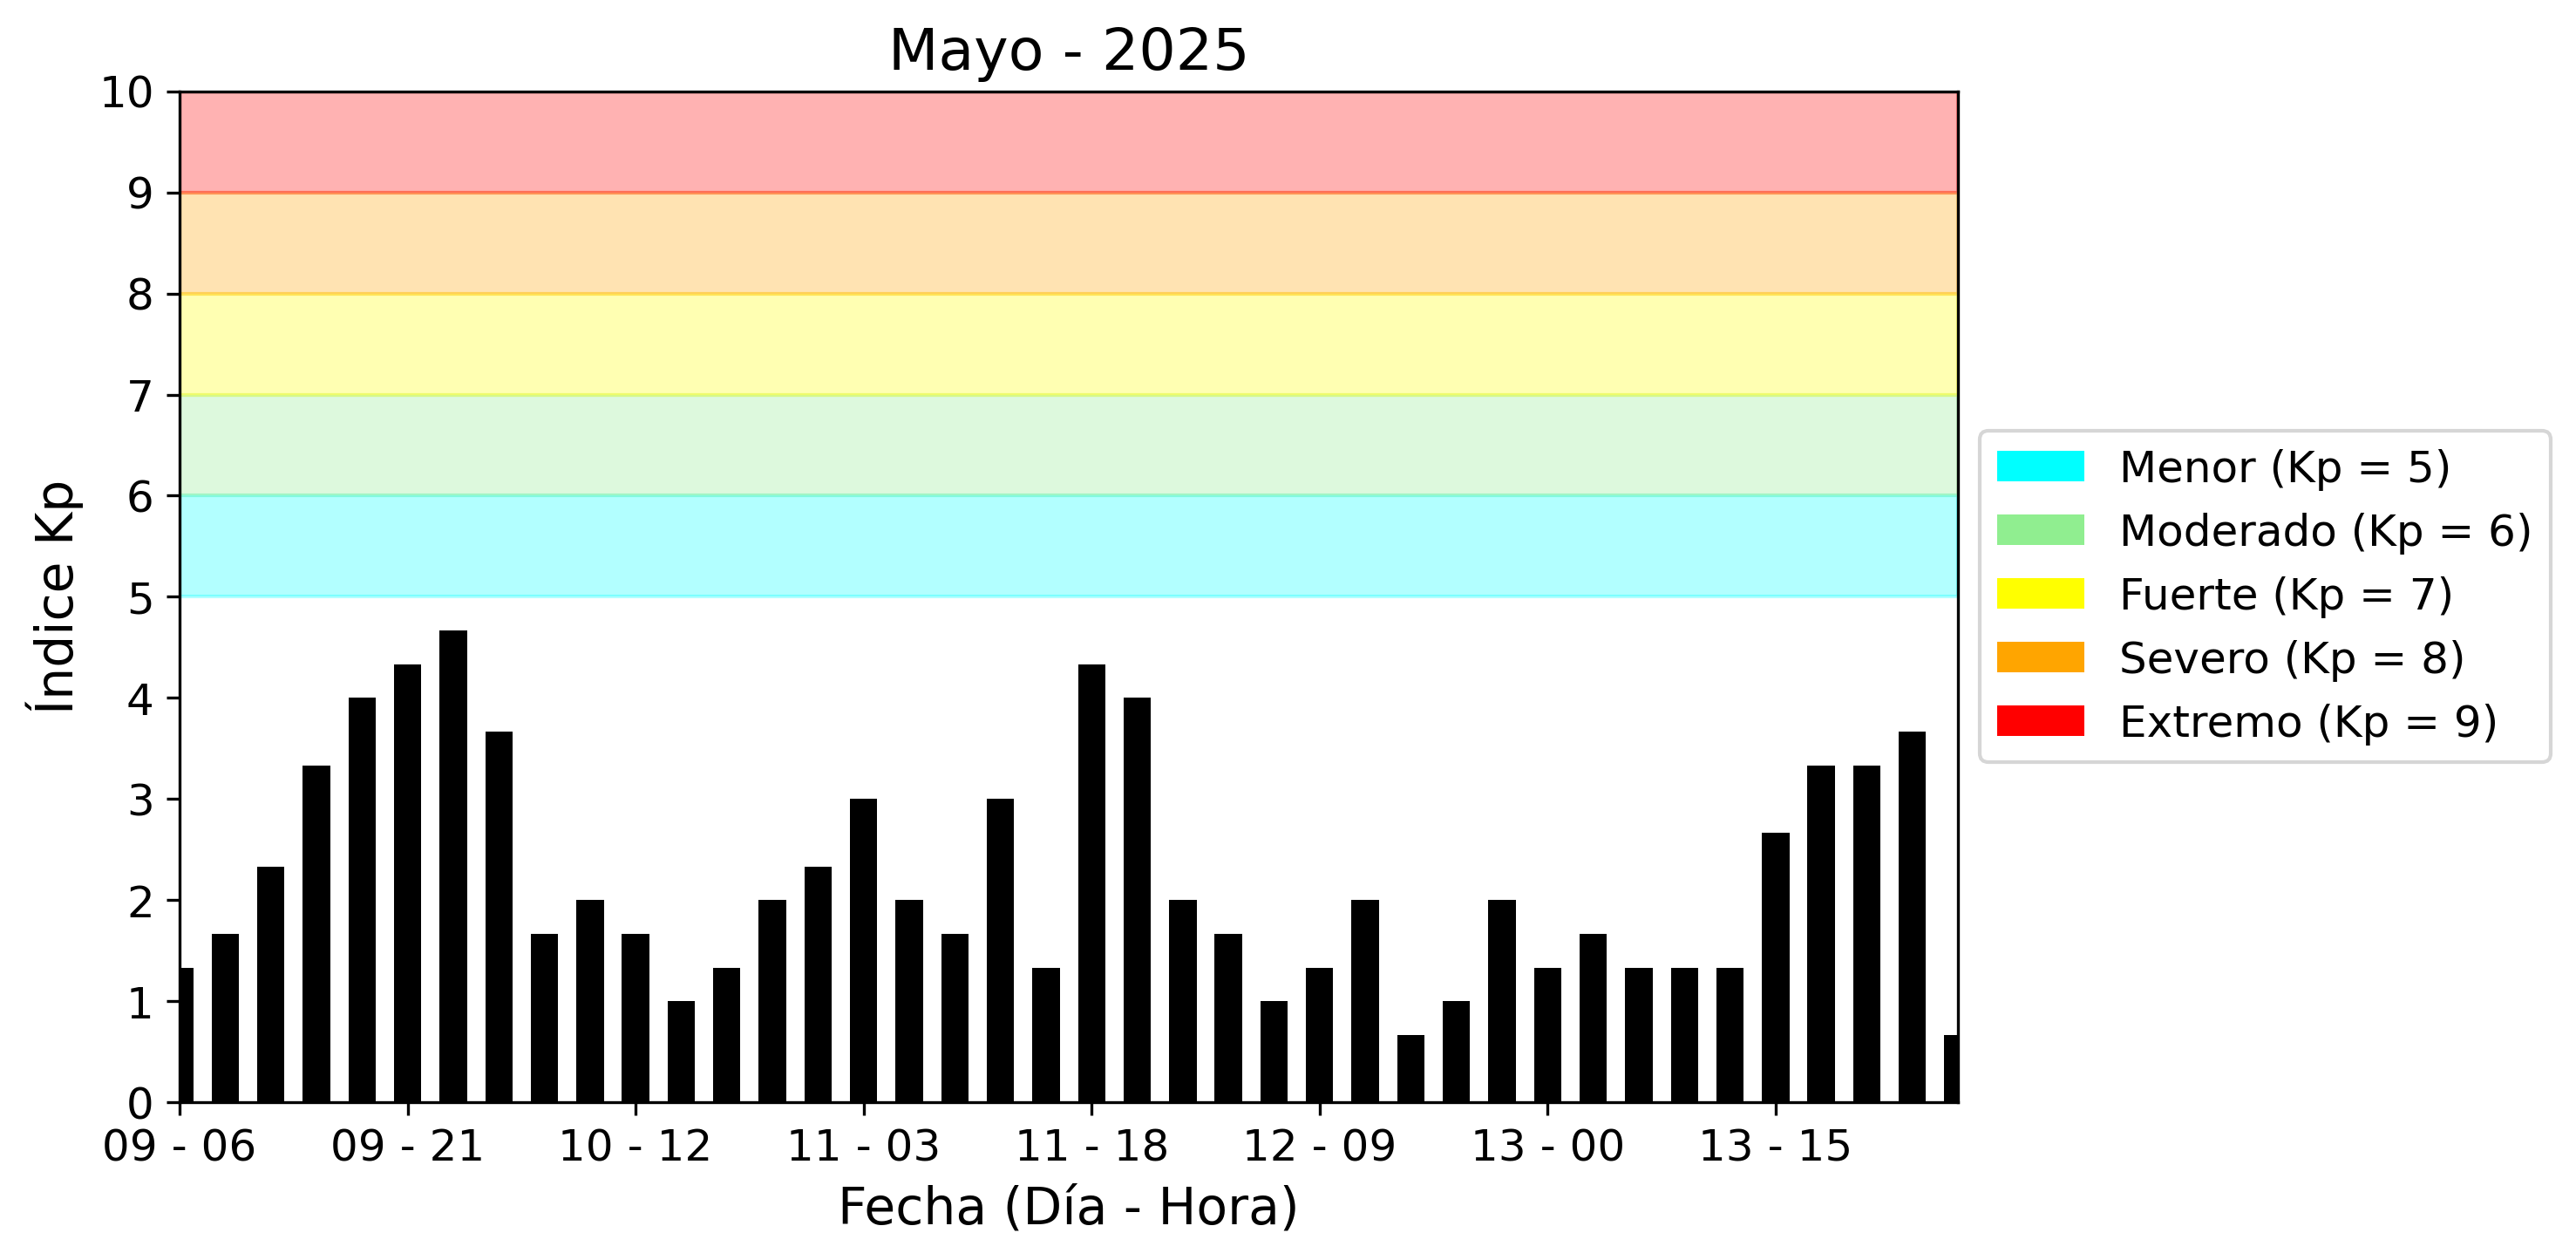 Mayo - 2025
10
9
8
7
6
5
4
3
2
1
0
Índice Kp
09 - 06 09 - 21 10 - 12 11 - 03 11 - 18 12 - 09 13 - 00 13 - 15
Fecha (Día - Hora)
Menor (Kp = 5)
Moderado (Kp = 6)
Fuerte (Kp = 7)
Severo (Kp = 8)
Extremo (Kp = 9)